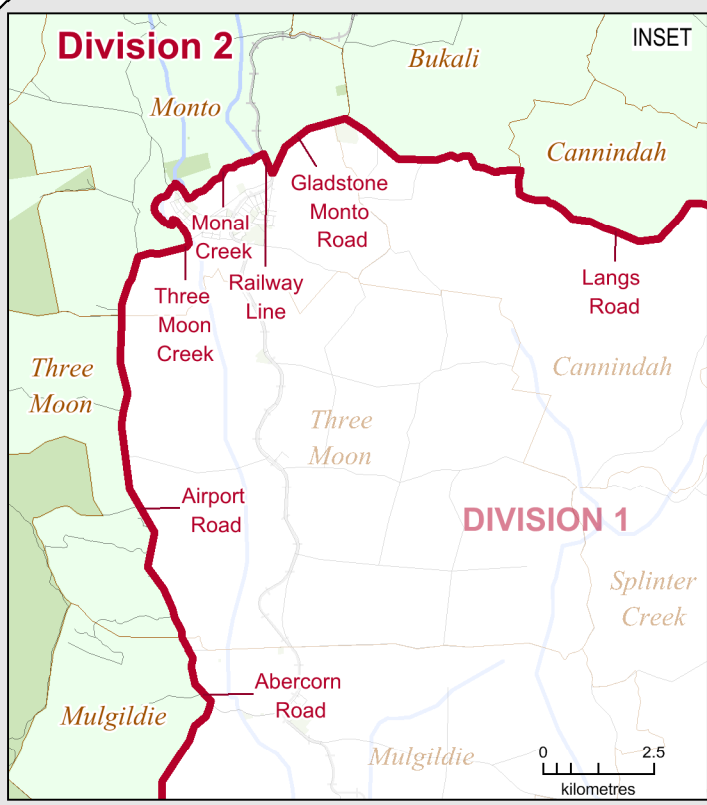 Division 2
INSET
Bukali
Monto
Cannindah
Gladstone
Monto
Road
Monal
Creek
Langs
Road
Railway
Line
Three
Moon
Creek
Three
Moon
Cannindah
Three
Moon
Airport
Road
DIVISION 1
Splinter
Creek
Abercorn
Road
Mulgildie
Mulgildie
0 2.5
kilometres